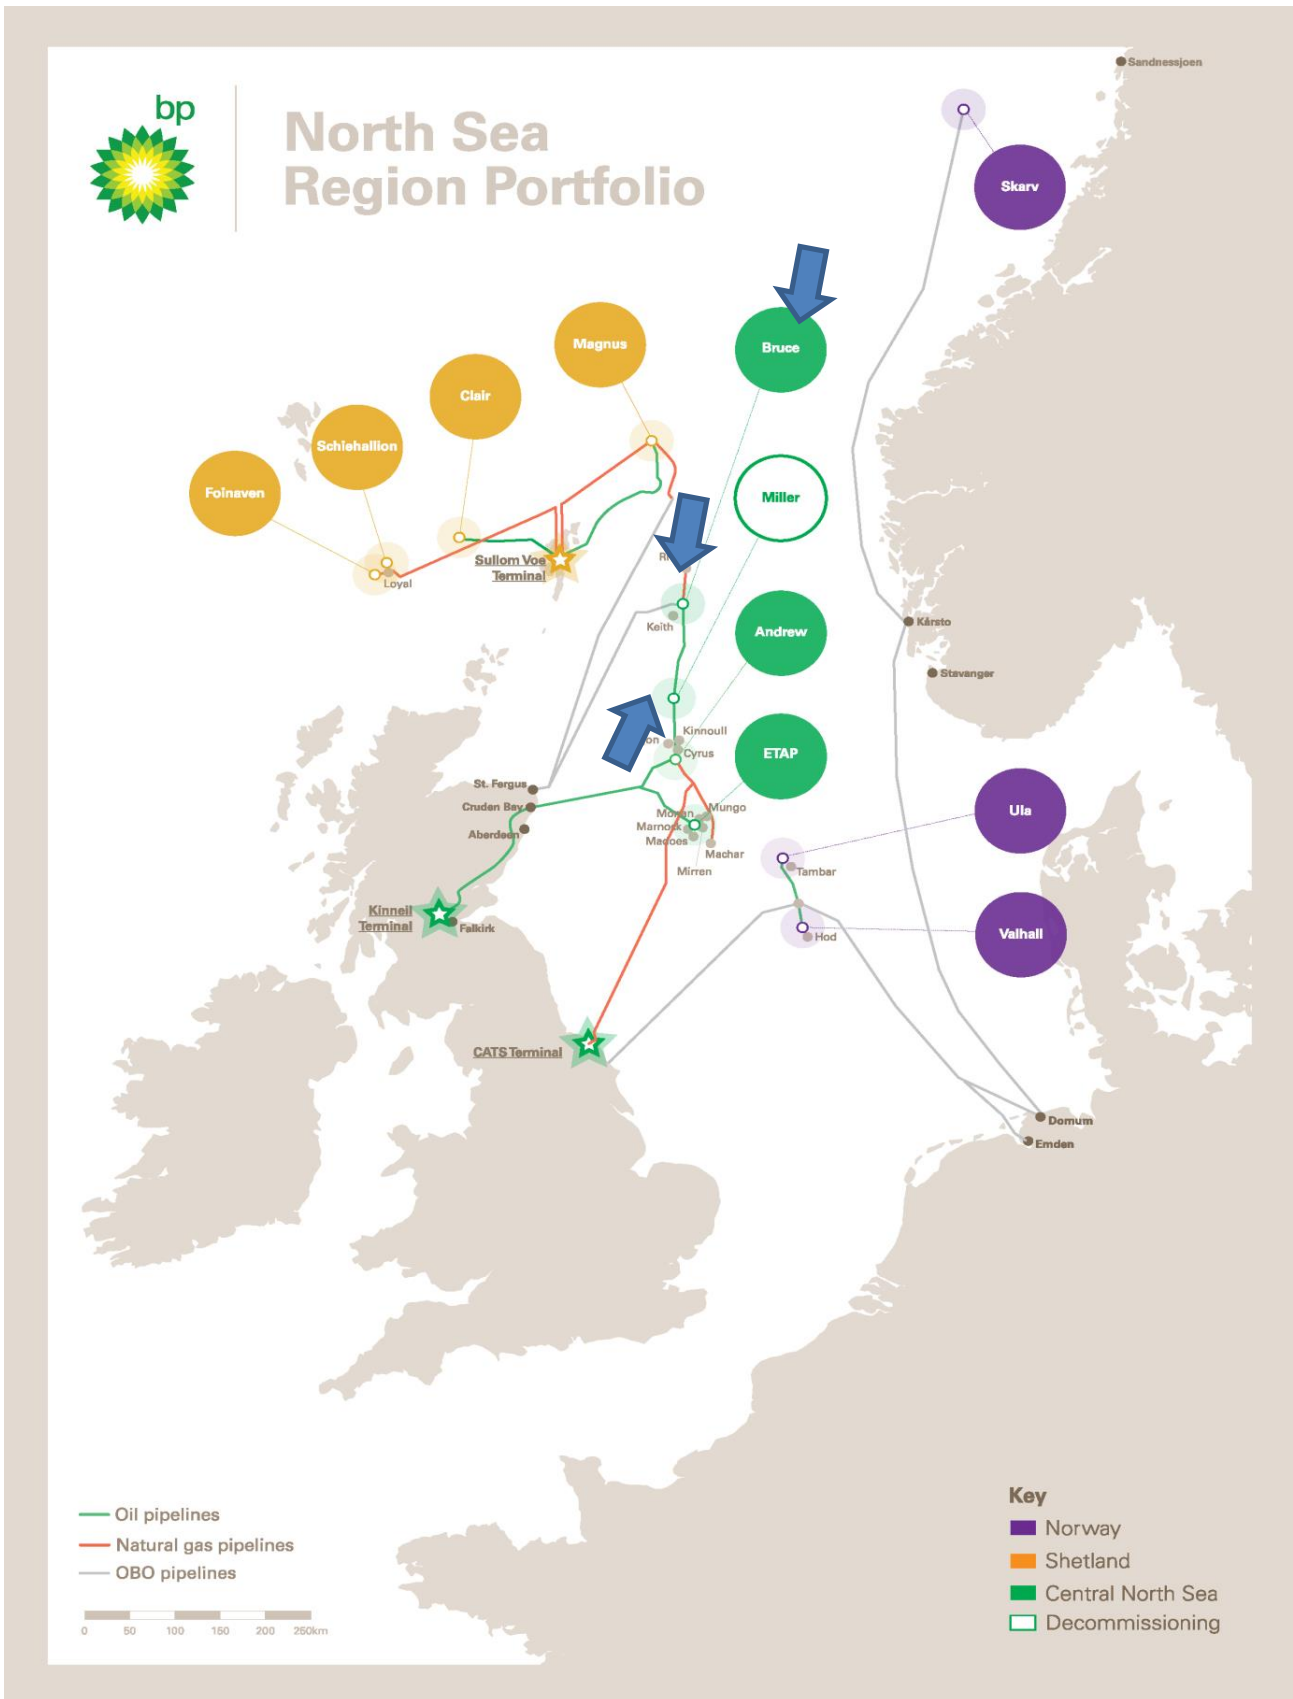 bp
North Sea
Region Portfolio
Sandnessjoen
Skarv
Bruce
Magnus
Clair
Schiehallion
Foinaven
Miller
Sullom Voe
Terminal
Loyal
Keith
Kårsto
Andrew
Stavanger
Kinnoull
Cyrus
ETAP
St. Fergus
Cruden Bay
Aberdeen
Mungo
Marnock
Madoes
Machar
Mirren
Ula
Tambar
Kinneil
Terminal
Falkirk
Hod
Valhall
CATS Terminal
Dornum
Emden
Oil pipelines
Natural gas pipelines
OBO pipelines
0 50 100 150 200 250km
Key
Norway
Shetland
Central North Sea
Decommissioning